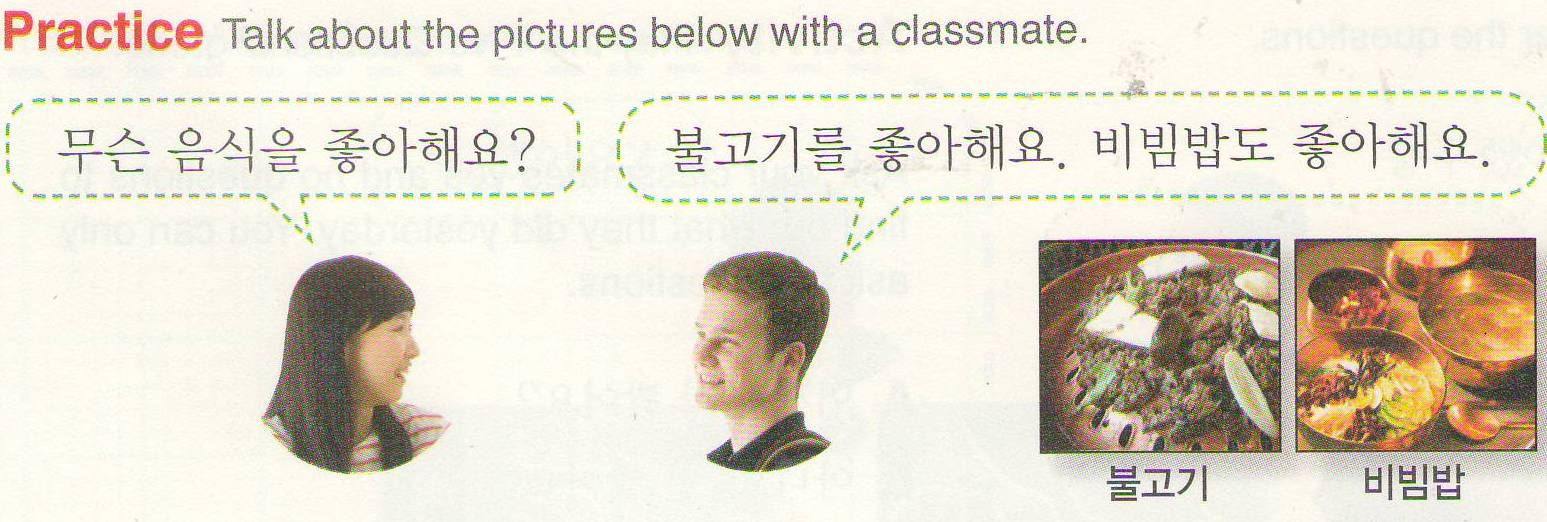 Practice Talk about the pictures below with a classmate.
무슨 음식을 좋아해요?
불고기를 좋아해요. 비빔밥도 좋아해요.
불고기
비빔밥